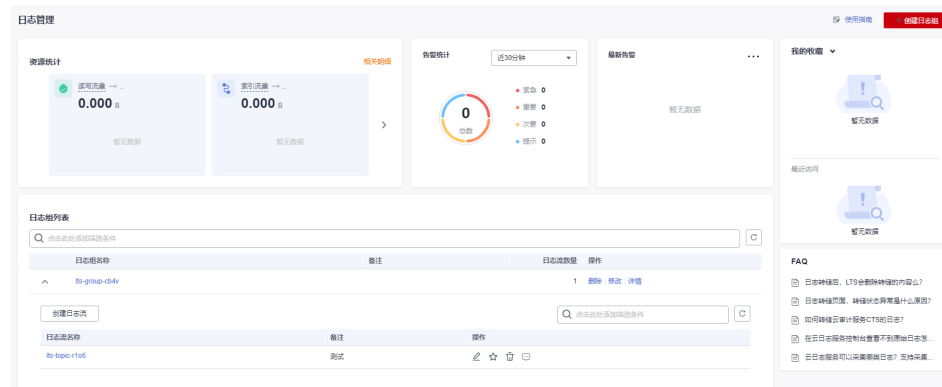 日志管理
使用指南
创建日志组
资源统计
相关明细
读写流量 → ...
0.000 B
暂无数据
索引流量 → ...
0.000 B
暂无数据
告警统计
近30分钟
0
总数
紧急 0
重要 0
次要 0
提示 0
最新告警
...
暂无数据
我的收藏
暂无数据
最近访问
暂无数据
日志组列表
点击此处添加筛选条件
日志组名称 备注 日志流数量 操作
lts-group-cb4v 1 删除 修改 详情
创建日志流
点击此处添加筛选条件
日志流名称 备注 操作
lts-topic-r1o6 测试
FAQ
日志转储后，LTS会删除转储的内容么？
日志转储页面，转储状态异常是什么原因？
如何转储云审计服务CTS的日志？
在云日志服务控制台查看不到原始日志怎...
云日志服务可以采集哪类日志？支持采集...